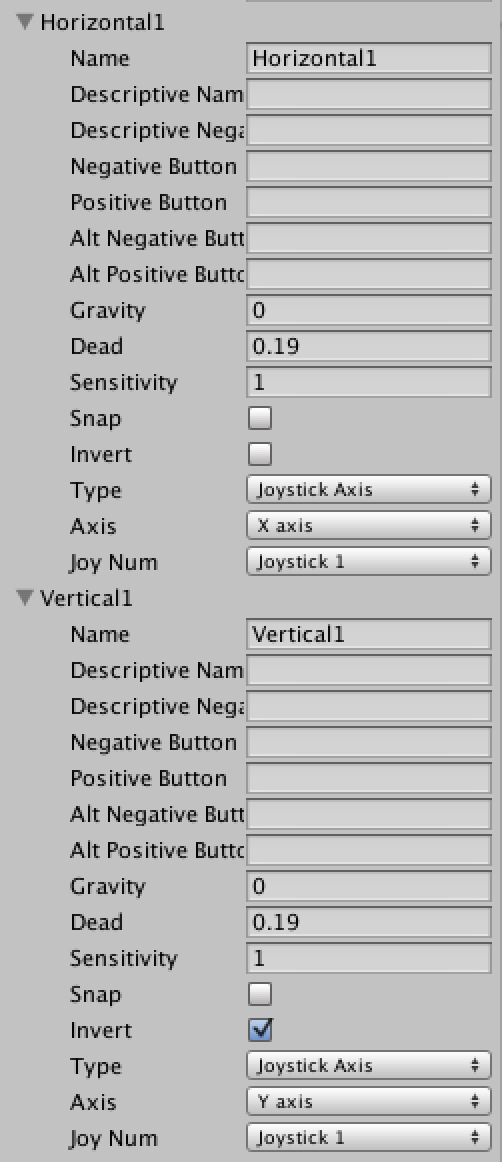 Horizontal1
Name Horizontal1
Descriptive Nam
Descriptive Nega
Negative Button
Positive Button
Alt Negative Butt
Alt Positive Butto
Gravity 0
Dead 0.19
Sensitivity 1
Snap
Invert
Type Joystick Axis
Axis X axis
Joy Num Joystick 1
Vertical1
Name Vertical1
Descriptive Nam
Descriptive Nega
Negative Button
Positive Button
Alt Negative Butt
Alt Positive Butto
Gravity 0
Dead 0.19
Sensitivity 1
Snap
Invert
Type Joystick Axis
Axis Y axis
Joy Num Joystick 1